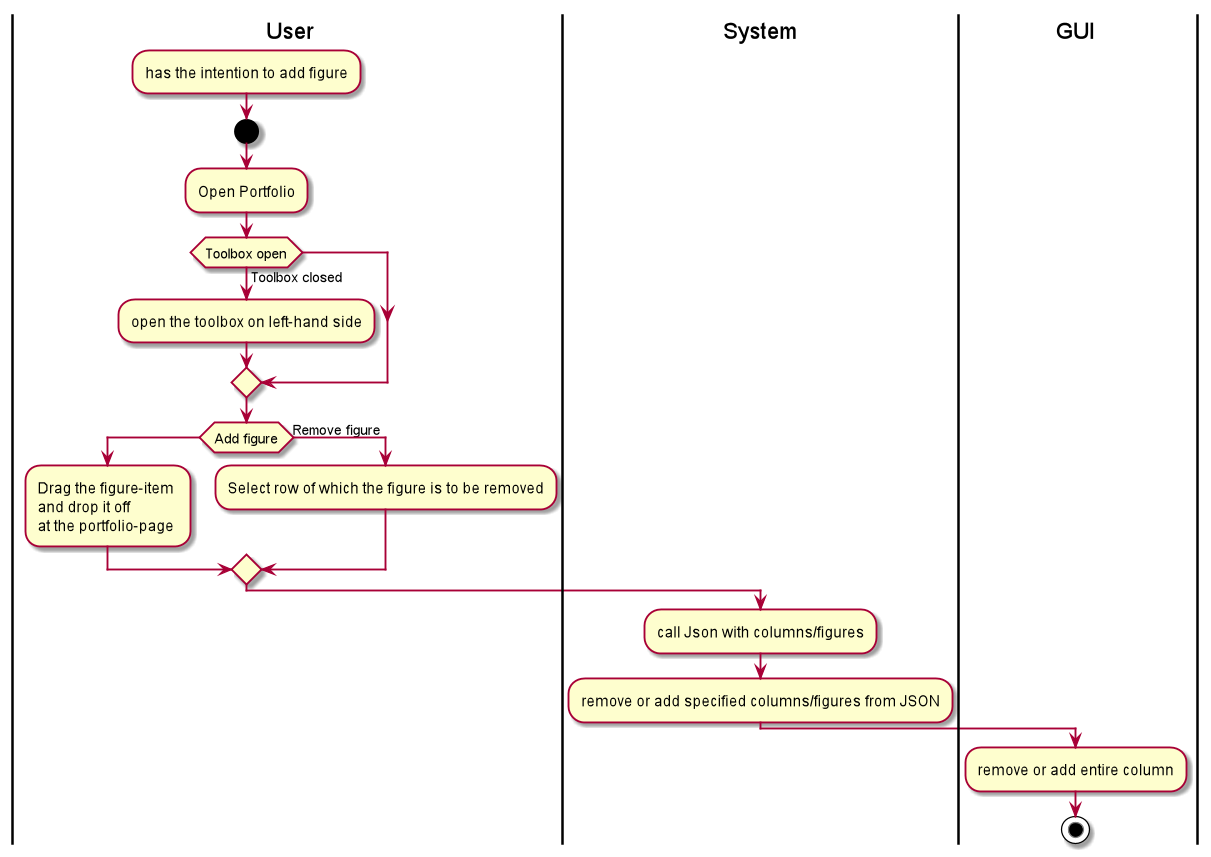 User
System
GUI
has the intention to add figure
Open Portfolio
Toolbox open
Toolbox closed
open the toolbox on left-hand side
Add figure
Remove figure
Drag the figure-item
and drop it off
at the portfolio-page
Select row of which the figure is to be removed
call Json with columns/figures
remove or add specified columns/figures from JSON
remove or add entire column